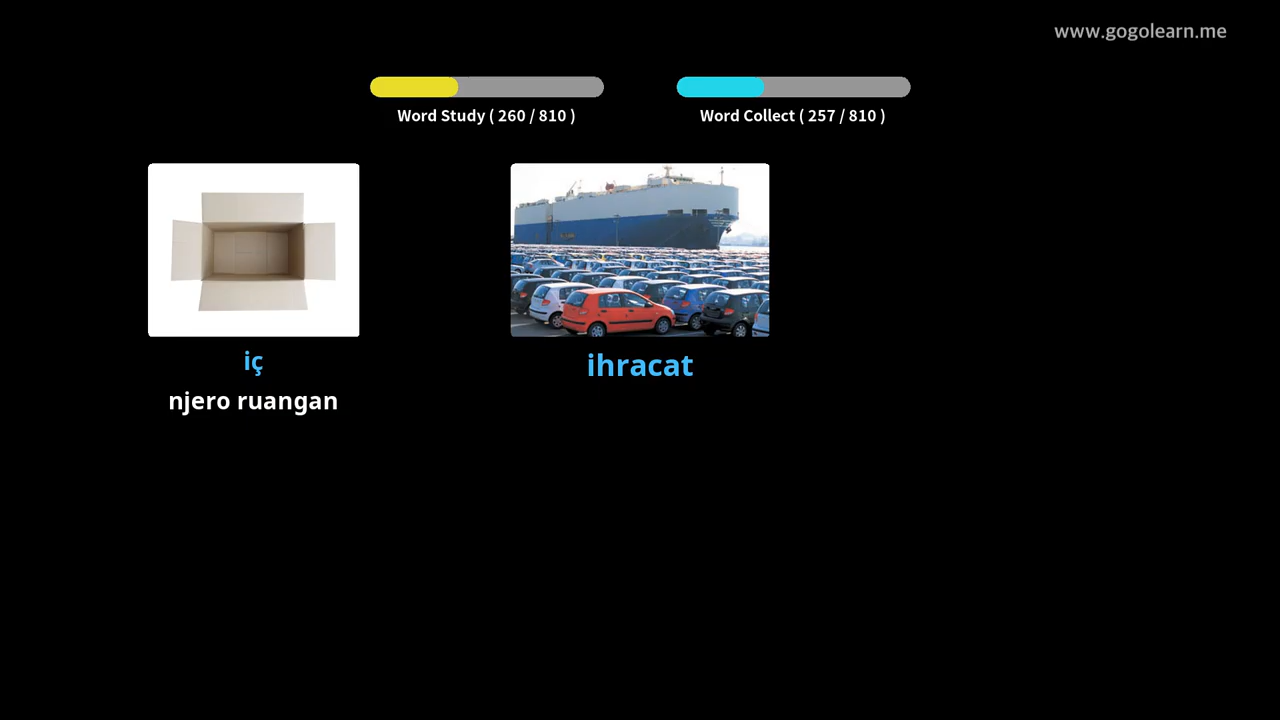 www.gogolearn.me
Word Study ( 260 / 810 )
Word Collect ( 257 / 810 )
iç
njero ruangan
ihracat